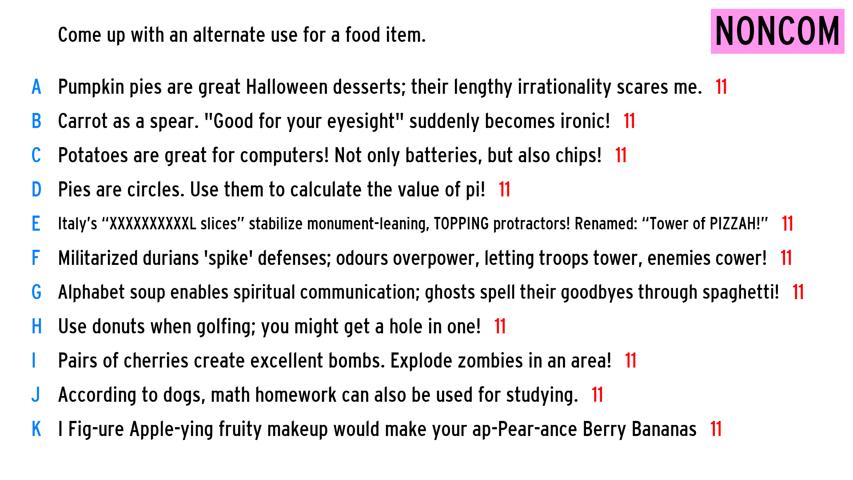 Come up with an alternate use for a food item.
NONCOM
A Pumpkin pies are great Halloween desserts; their lengthy irrationality scares me. 11
B Carrot as a spear. "Good for your eyesight" suddenly becomes ironic! 11
C Potatoes are great for computers! Not only batteries, but also chips! 11
D Pies are circles. Use them to calculate the value of pi! 11
E Italy's “XXXXXXXXXXL slices” stabilize monument-leaning, TOPPING protractors! Renamed: “Tower of PIZZAH!” 11
F Militarized durians 'spike' defenses; odours overpower, letting troops tower, enemies cower! 11
G Alphabet soup enables spiritual communication; ghosts spell their goodbyes through spaghetti! 11
H Use donuts when golfing; you might get a hole in one! 11
I Pairs of cherries create excellent bombs. Explode zombies in an area! 11
J According to dogs, math homework can also be used for studying. 11
K I Fig-ure Apple-ying fruity makeup would make your ap-Pear-ance Berry Bananas 11